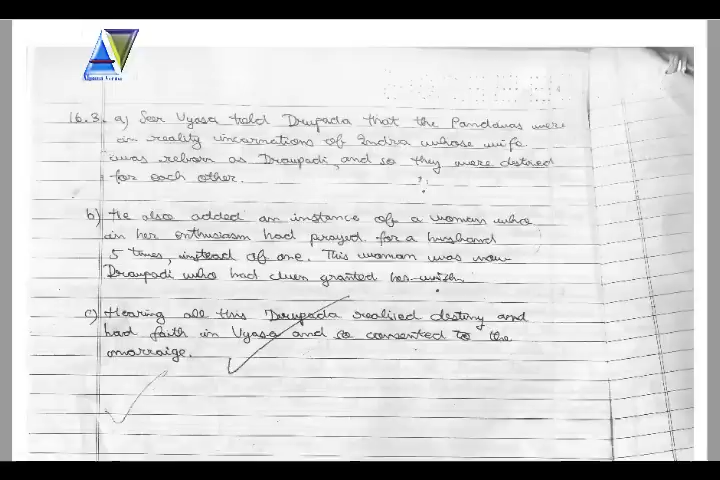 16.3. a) Seer Vyasa told Drupada that the Pandavas were
in reality incarnations of Indra whose wife
was reborn as Draupadi, and so they were destined
for each other.
b) He also added an instance of a woman who
in her enthusiasm had prayed for a husband
5 times, instead of one. This woman was now
Draupadi who had granted her wish.
c) Hearing all this Drupada realised destiny and
had faith in Vyasa and so consented to the
marraige.